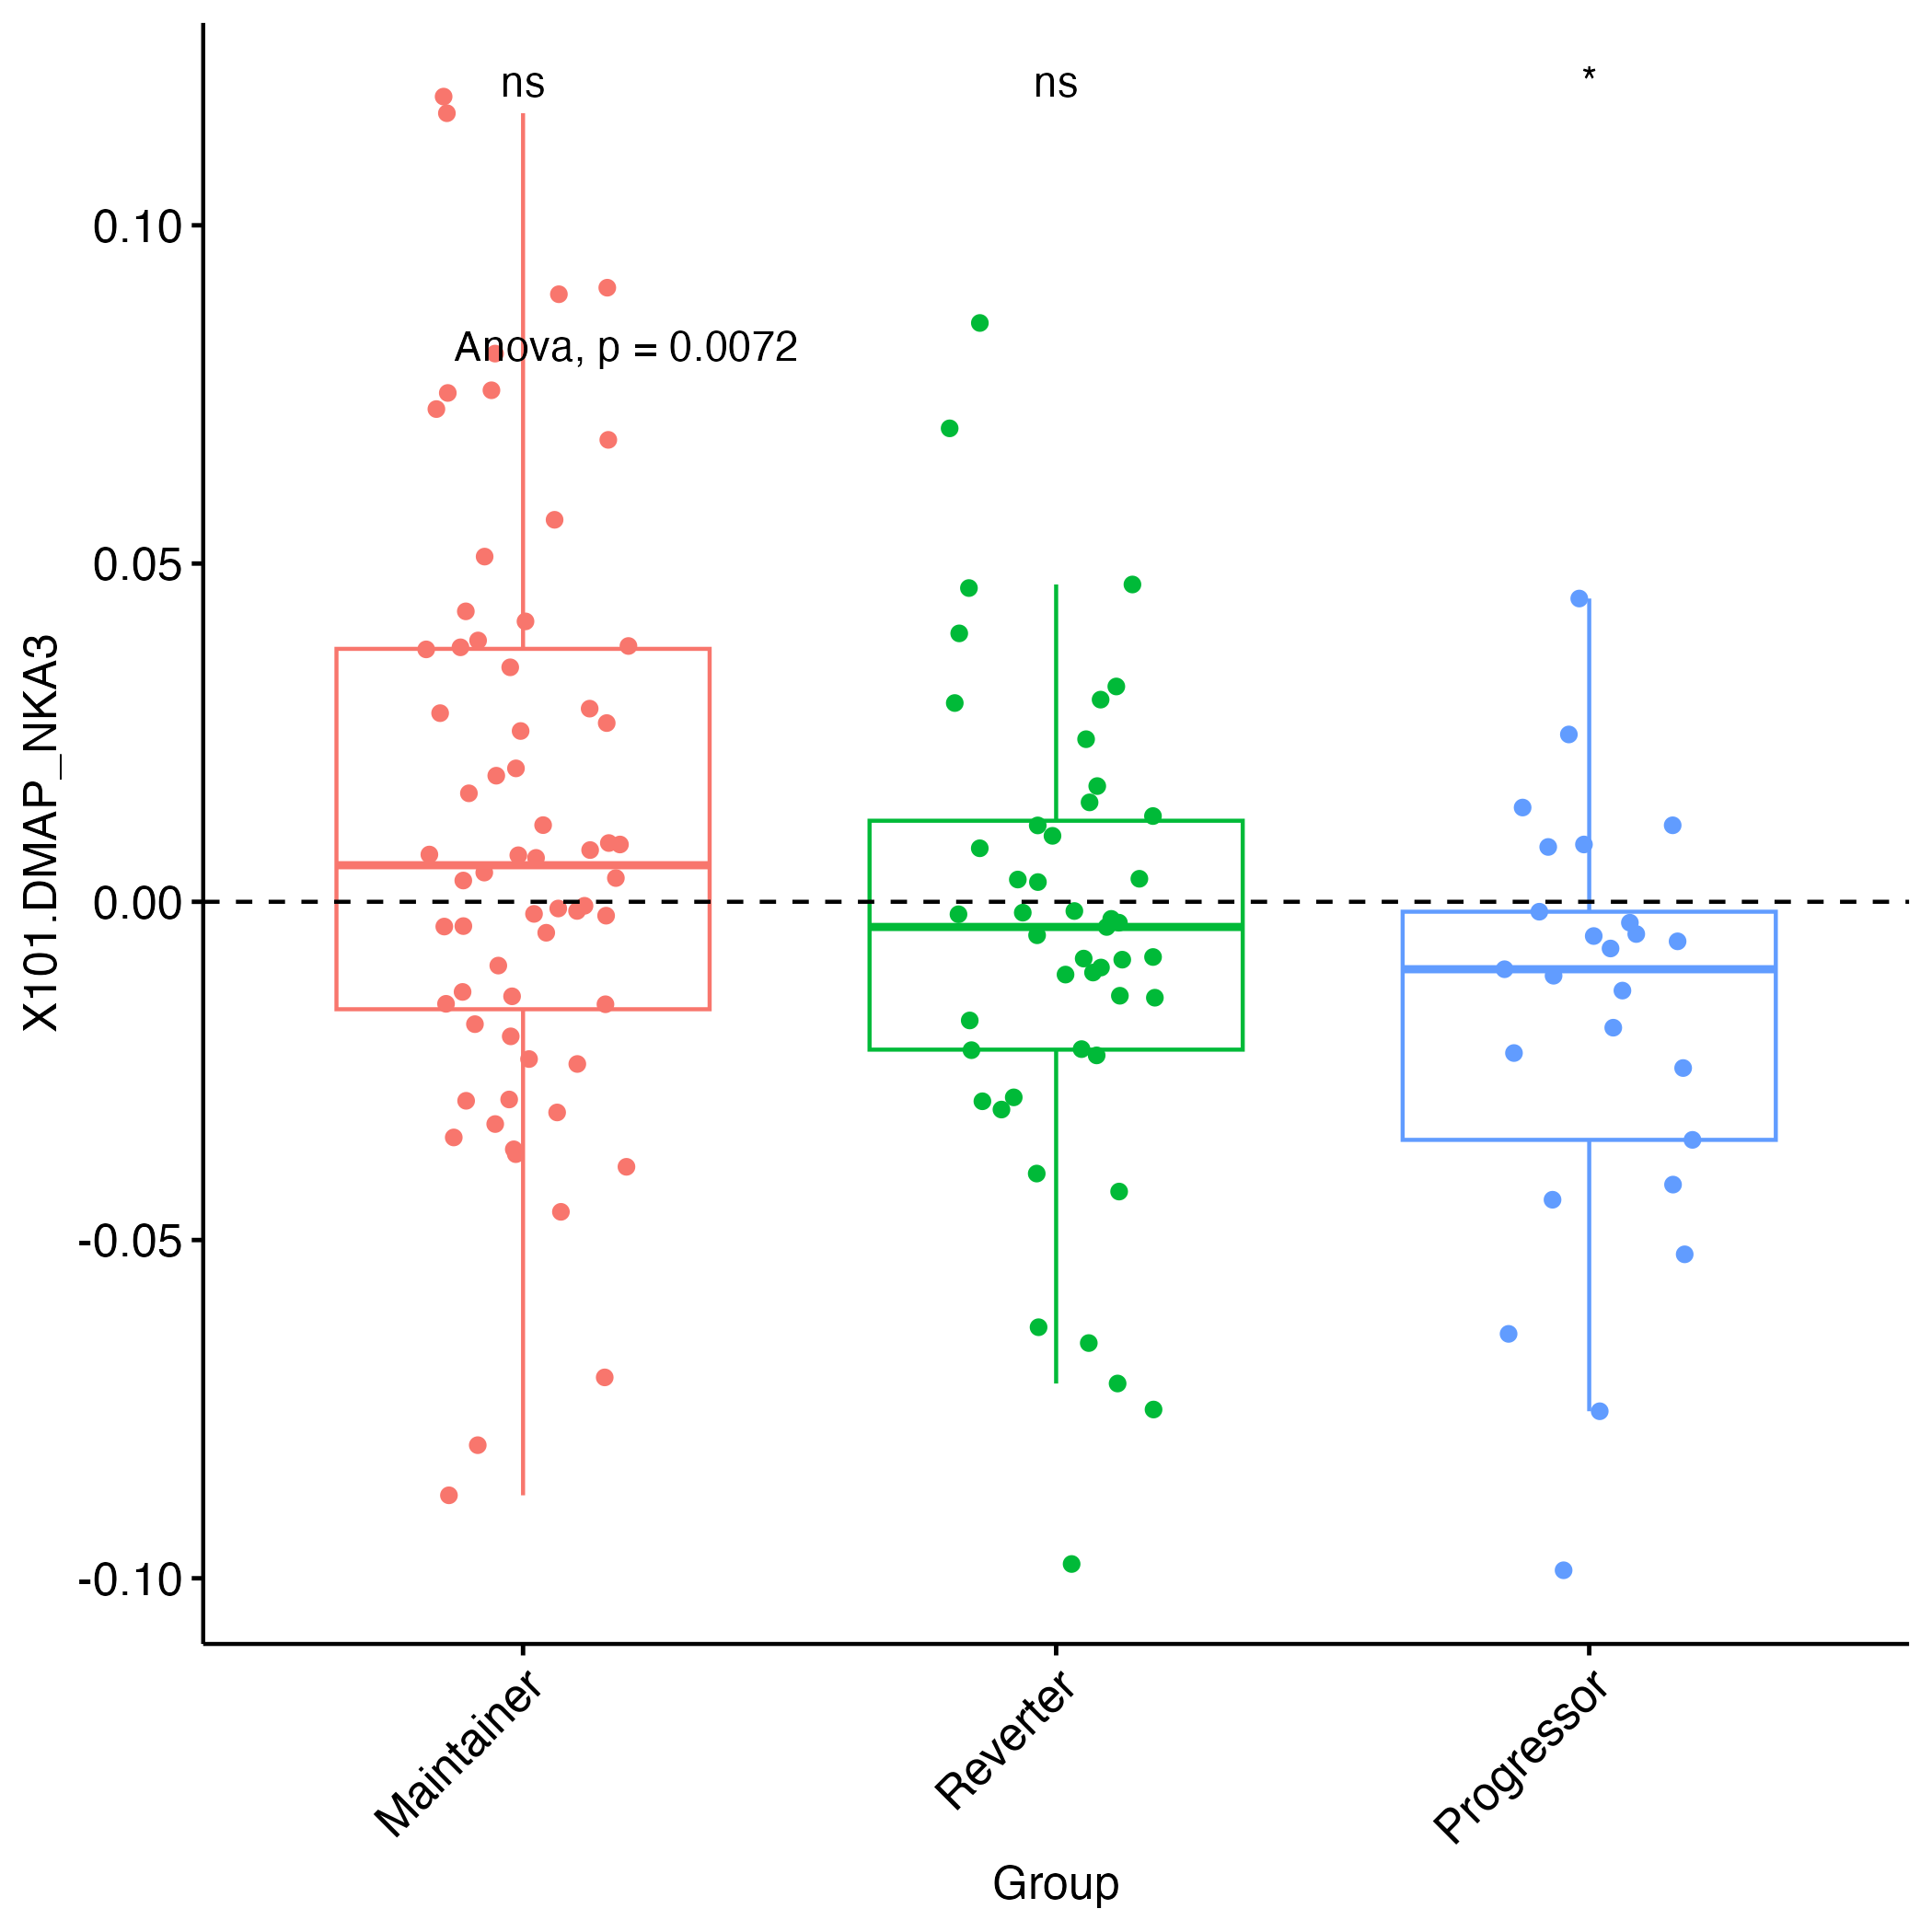 ns ns *
Anova, p = 0.0072
X101.DMAP_NKA3
0.10
0.05
0.00
-0.05
-0.10
Maintainer
Reverter
Progressor
Group